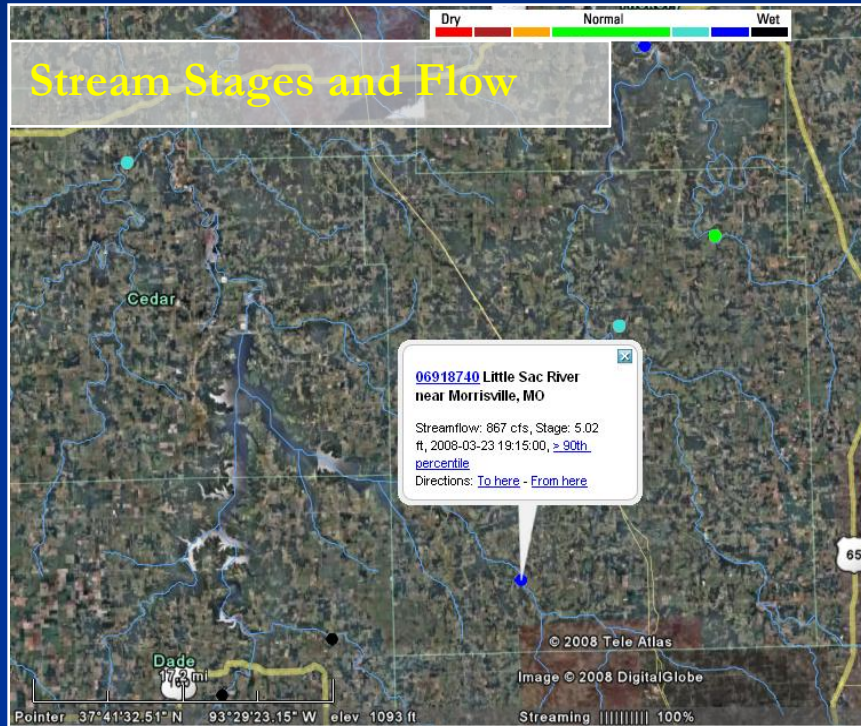 Dry Normal Wet
Stream Stages and Flow
Cedar
06918740 Little Sac River
near Morrisville, MO
Streamflow: 867 cfs, Stage: 5.02
ft, 2008-03-23 19:15:00, > 90th
percentile
Directions: To here - From here
65
© 2008 Tele Atlas
Dade
17.2 mi
Image © 2008 DigitalGlobe
Pointer 37°41'32.51" N 93°29'23.15" W elev 1093 ft Streaming |||||||||| 100%